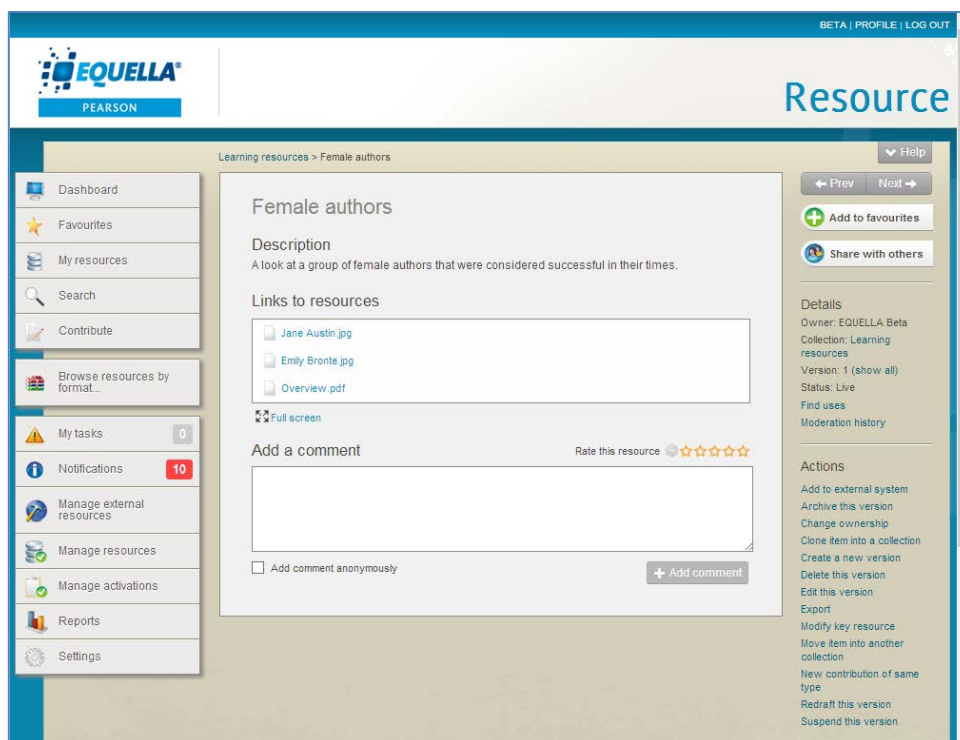 BETA | PROFILE | LOG OUT
EQUELLA®
PEARSON
Resource
Learning resources > Female authors
Help
Dashboard
Favourites
My resources
Search
Contribute
Browse resources by
format...
My tasks
0
Notifications
10
Manage external
resources
Manage resources
Manage activations
Reports
Settings
Female authors
Description
A look at a group of female authors that were considered successful in their times.
Links to resources
Jane Austin.jpg
Emily Bronte.jpg
Overview.pdf
Full screen
Add a comment
Rate this resource
Add comment anonymously
+ Add comment
Prev
Next
Add to favourites
Share with others
Details
Owner: EQUELLA Beta
Collection: Learning
resources
Version: 1 (show all)
Status: Live
Find uses
Moderation history
Actions
Add to external system
Archive this version
Change ownership
Clone item into a collection
Create a new version
Delete this version
Edit this version
Export
Modify key resource
Move item into another
collection
New contribution of same
type
Redraft this version
Suspend this version